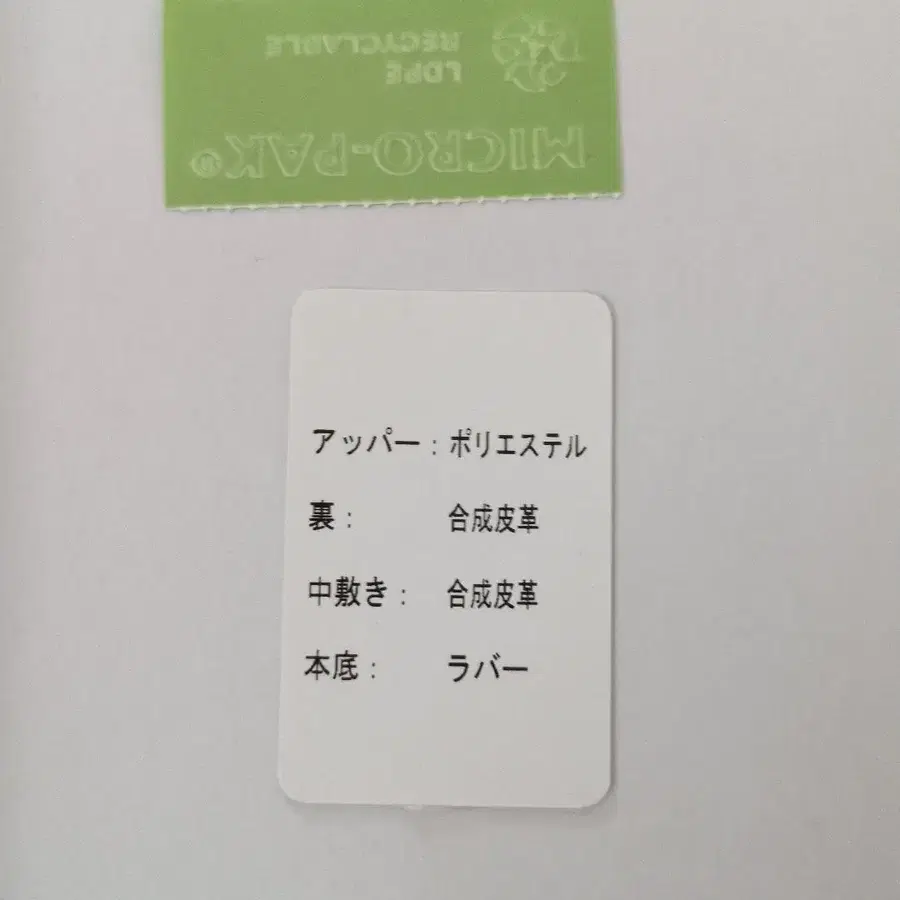 LDPE
RECYCLABLE
MICRO-PAK®
アッパー：ポリエステル
裏： 合成皮革
中敷き： 合成皮革
本底： ラバー